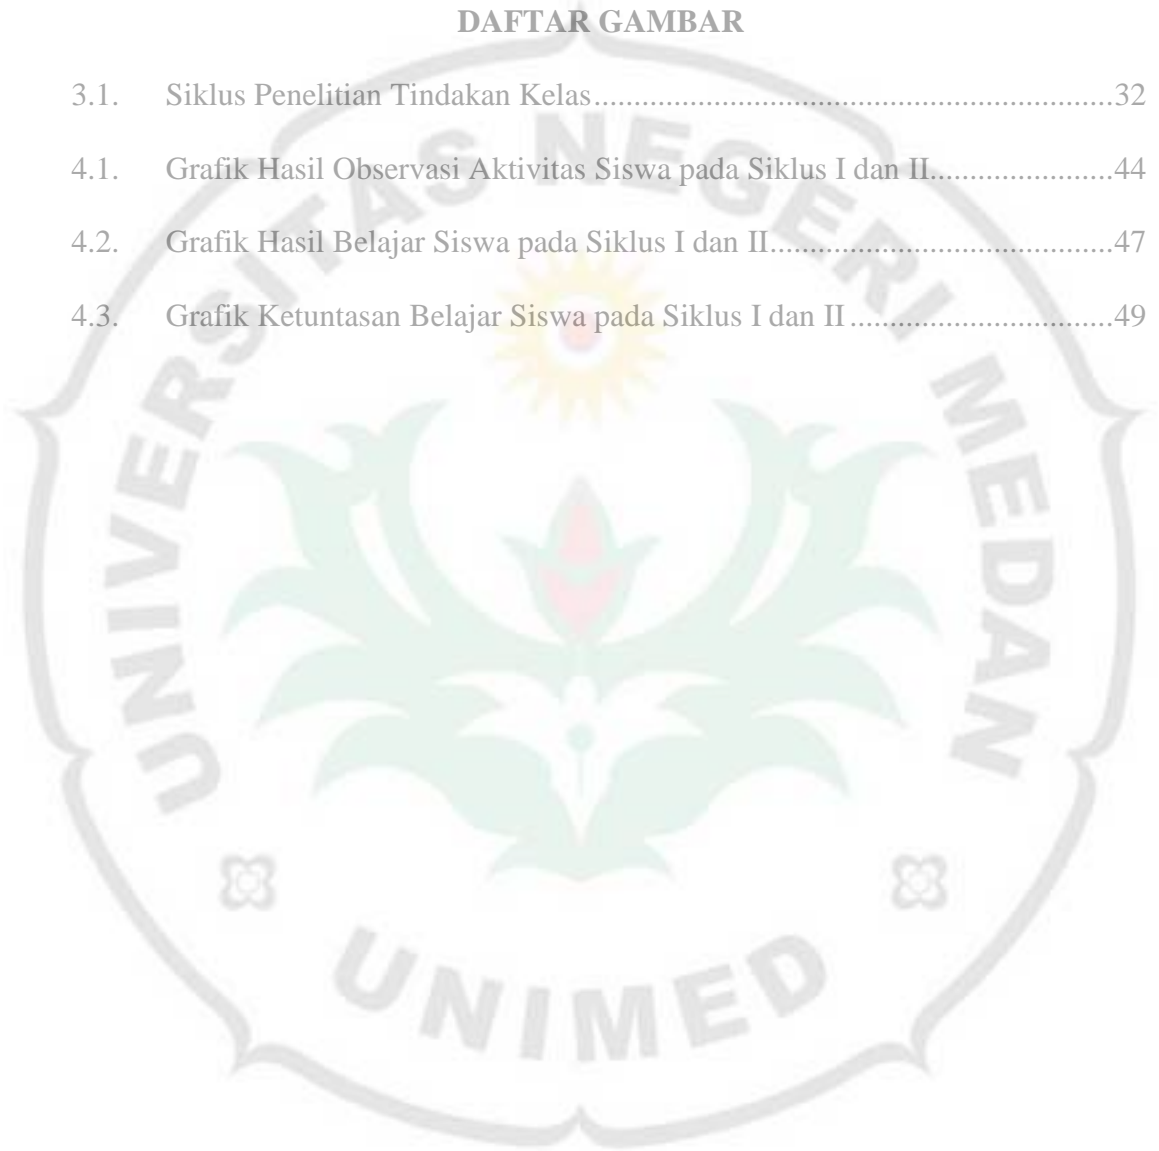 DAFTAR GAMBAR
3.1. Siklus Penelitian Tindakan Kelas................................................................32
4.1. Grafik Hasil Observasi Aktivitas Siswa pada Siklus I dan II......................44
4.2. Grafik Hasil Belajar Siswa pada Siklus I dan II..........................................47
4.3. Grafik Ketuntasan Belajar Siswa pada Siklus I dan II ................................49
UNIVERSITAS NEGERI MEDAN
UNIMED